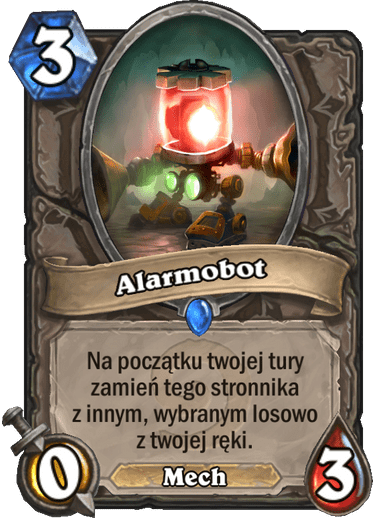 3
Alarmobot
Na początku twojej tury
zamień tego stronnika
z innym, wybranym losowo
z twojej ręki.
0
Mech
3